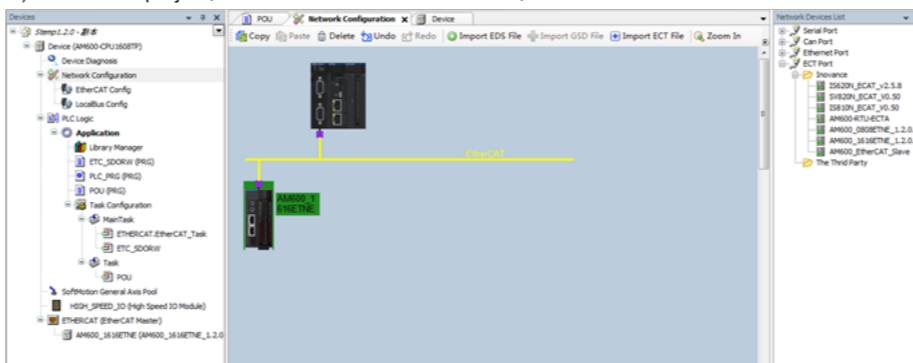 Devices
Stemp1.2.0 - 副本
Device (AM600-CPU1608TP)
Device Diagnosis
Network Configuration
EtherCAT Config
LocalBus Config
PLC Logic
Application
Library Manager
ETC_SDORW (PRG)
PLC_PRG (PRG)
POU (PRG)
Task Configuration
MainTask
ETHERCAT.EtherCAT_Task
ETC_SDORW
Task
POU
SoftMotion General Axis Pool
HIGH_SPEED_IO (High Speed IO Module)
ETHERCAT (EtherCAT Master)
AM600_1616ETNE (AM600_1616ETNE_1.2.0
POU
Network Configuration
Device
Copy Paste Delete Undo Redo Import EDS File Import GSD File Import ECT File Zoom In
EtherCAT
AM600_1
616ETNE
Network Devices List
Serial Port
Can Port
Ethernet Port
ECT Port
Inovance
IS620N_ECAT_v2.5.8
SV820N_ECAT_V0.50
IS810N_ECAT_V0.50
AM600-RTU-ECTA
AM600_0808ETNE_1.2.0.
AM600_1616ETNE_1.2.0.
AM600_EtherCAT_Slave
The Thrid Party